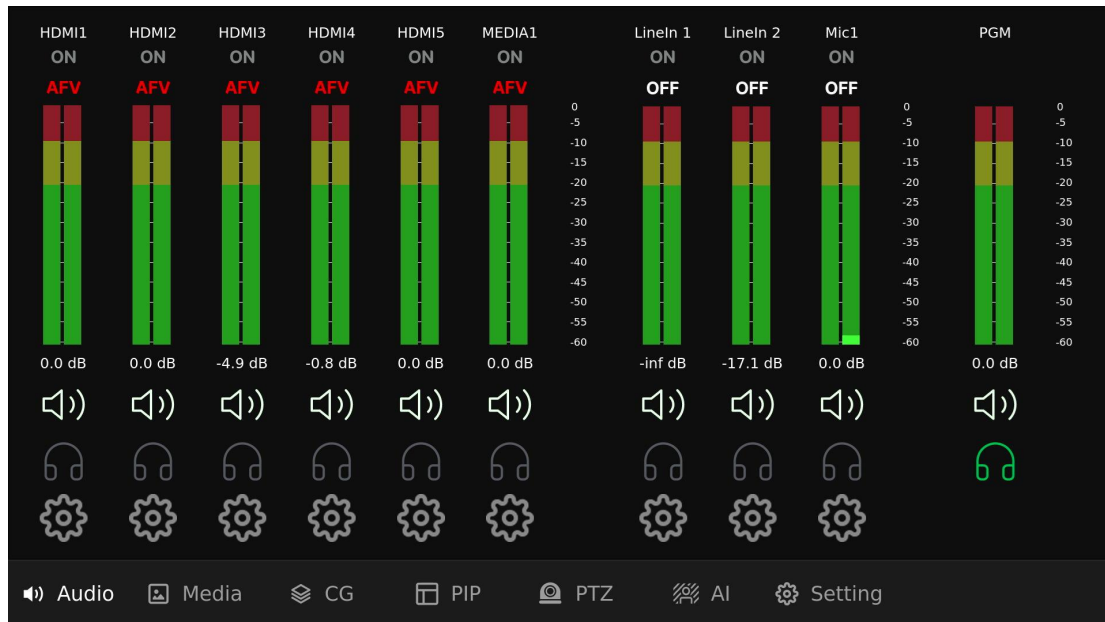 HDMI1 HDMI2 HDMI3 HDMI4 HDMI5 MEDIA1 LineIn 1 LineIn 2 Mic1 PGM
ON ON ON ON ON ON ON ON ON
AFV AFV AFV AFV AFV AFV OFF OFF OFF
0 0 0
-5 -5 -5
-10 -10 -10
-15 -15 -15
-20 -20 -20
-25 -25 -25
-30 -30 -30
-35 -35 -35
-40 -40 -40
-45 -45 -45
-50 -50 -50
-55 -55 -55
-60 -60 -60
0.0 dB 0.0 dB -4.9 dB -0.8 dB 0.0 dB 0.0 dB -inf dB -17.1 dB 0.0 dB 0.0 dB
Audio Media CG PIP PTZ AI Setting